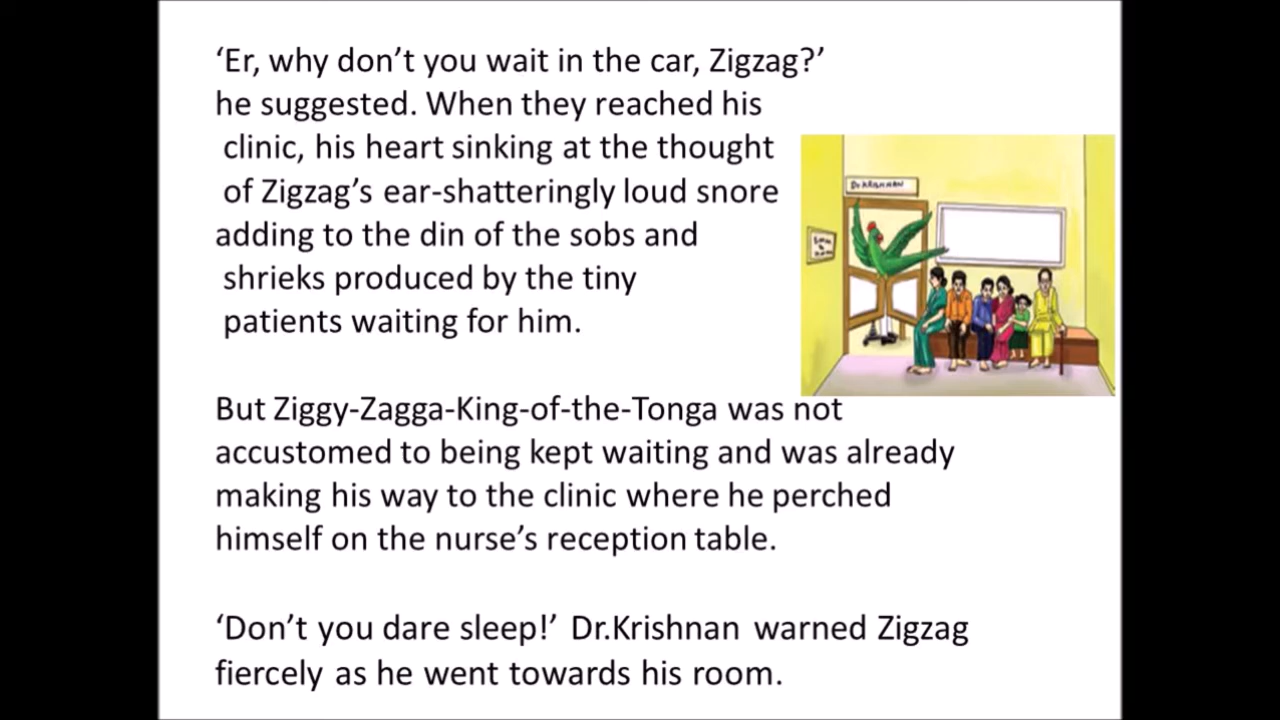 ‘Er, why don’t you wait in the car, Zigzag?’
he suggested. When they reached his
clinic, his heart sinking at the thought
of Zigzag’s ear-shatteringly loud snore
adding to the din of the sobs and
shrieks produced by the tiny
patients waiting for him.
Dr KRISHNAN
But Ziggy-Zagga-King-of-the-Tonga was not
accustomed to being kept waiting and was already
making his way to the clinic where he perched
himself on the nurse’s reception table.
‘Don’t you dare sleep!’ Dr.Krishnan warned Zigzag
fiercely as he went towards his room.